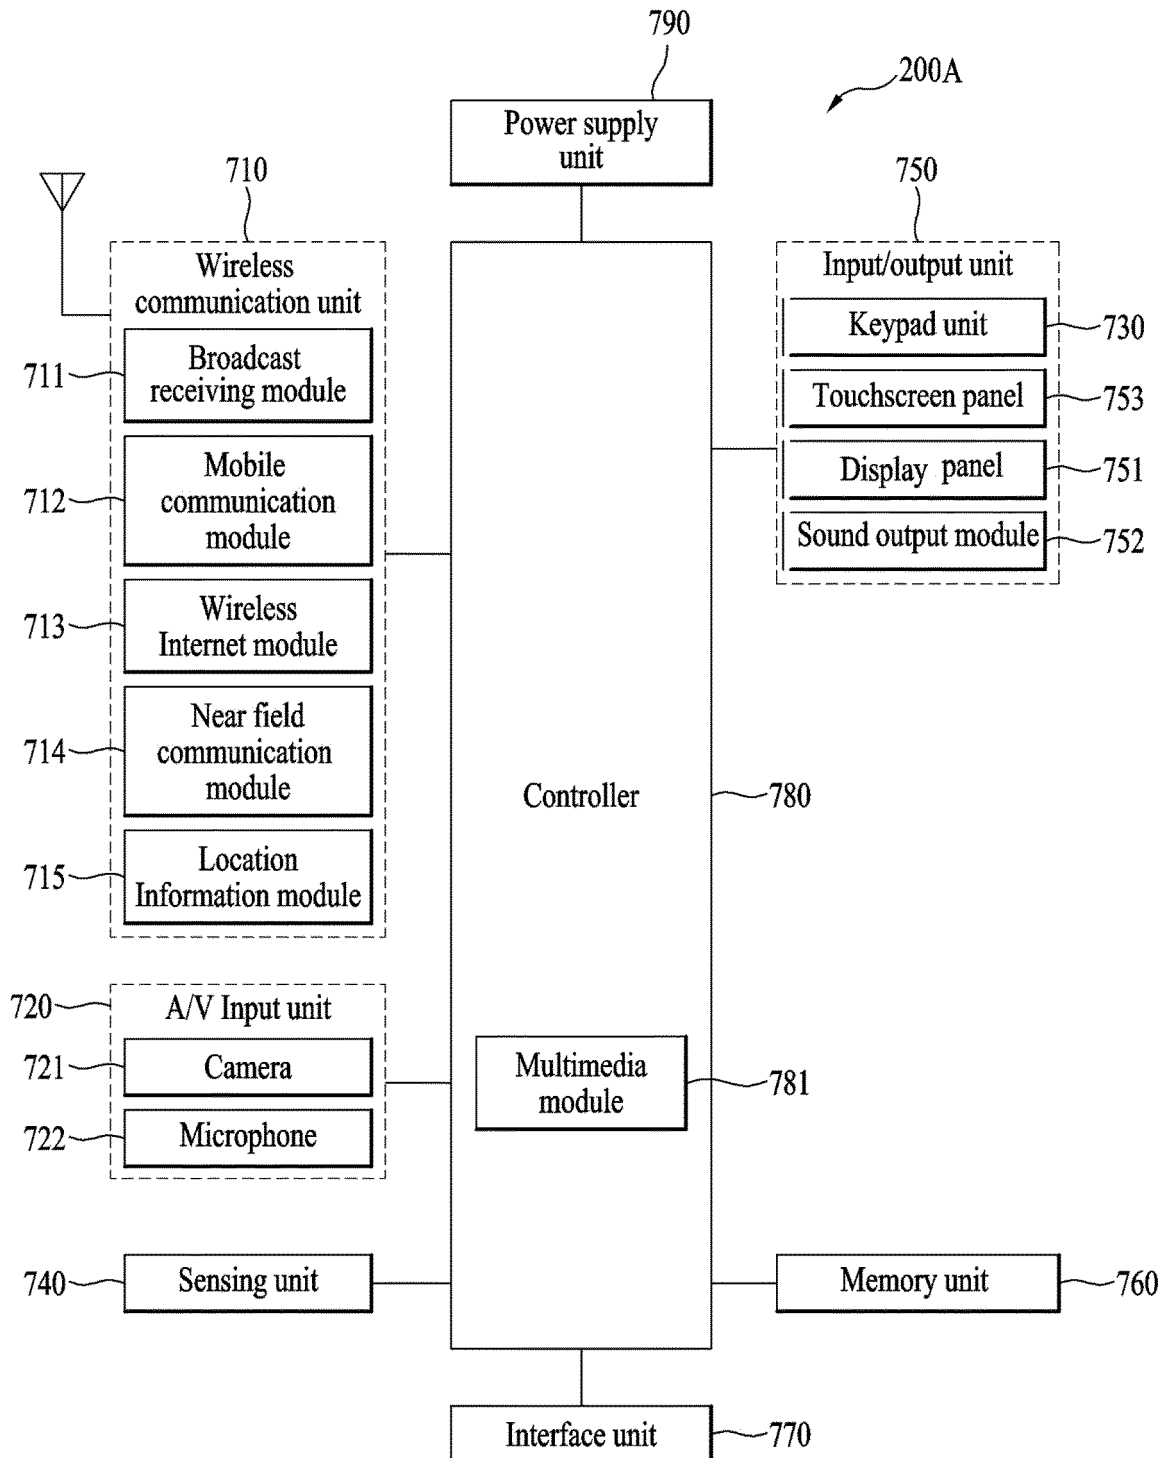 790
200A
Power supply
unit
710
Wireless
communication unit
711
Broadcast
receiving module
712
Mobile
communication
module
713
Wireless
Internet module
714
Near field
communication
module
715
Location
Information module
720
A/V Input unit
721
Camera
722
Microphone
740
Sensing unit
Controller
780
Multimedia
module
781
750
Input/output unit
Keypad unit
730
Touchscreen panel
753
Display panel
751
Sound output module
752
Memory unit
760
Interface unit
770